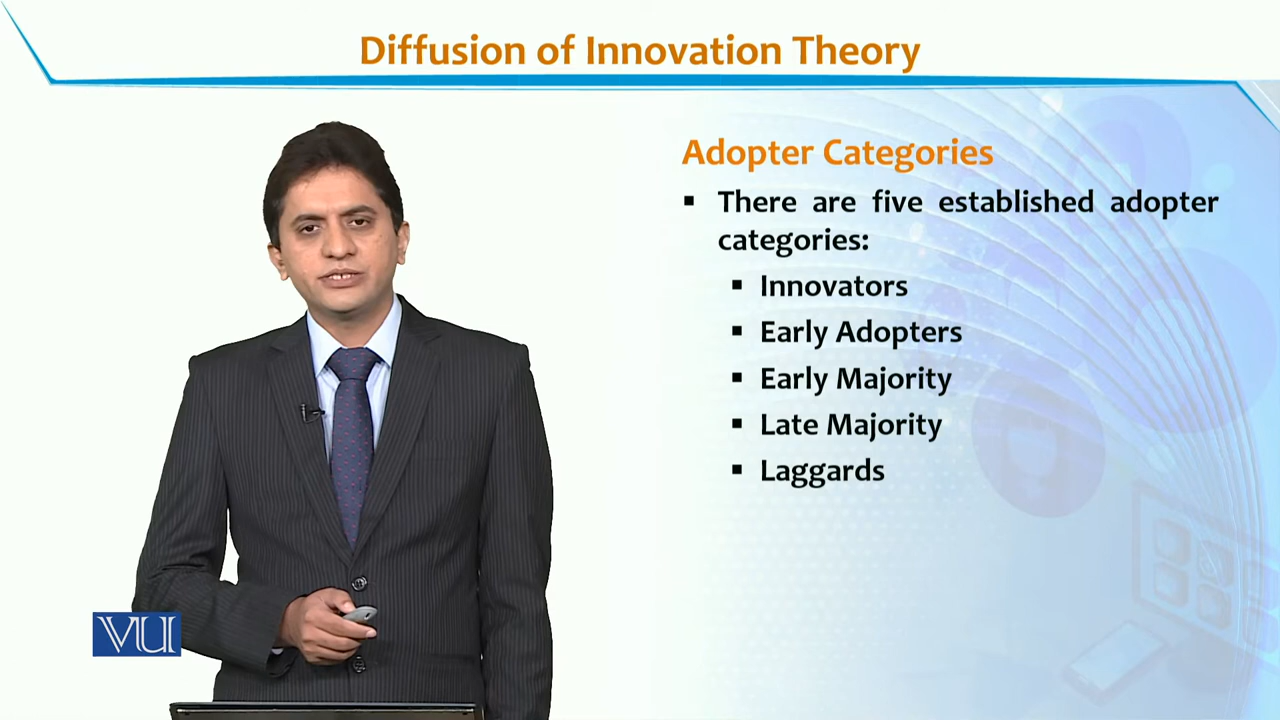 Diffusion of Innovation Theory
Adopter Categories
▪ There are five established adopter
categories:
▪ Innovators
▪ Early Adopters
▪ Early Majority
▪ Late Majority
▪ Laggards
VU